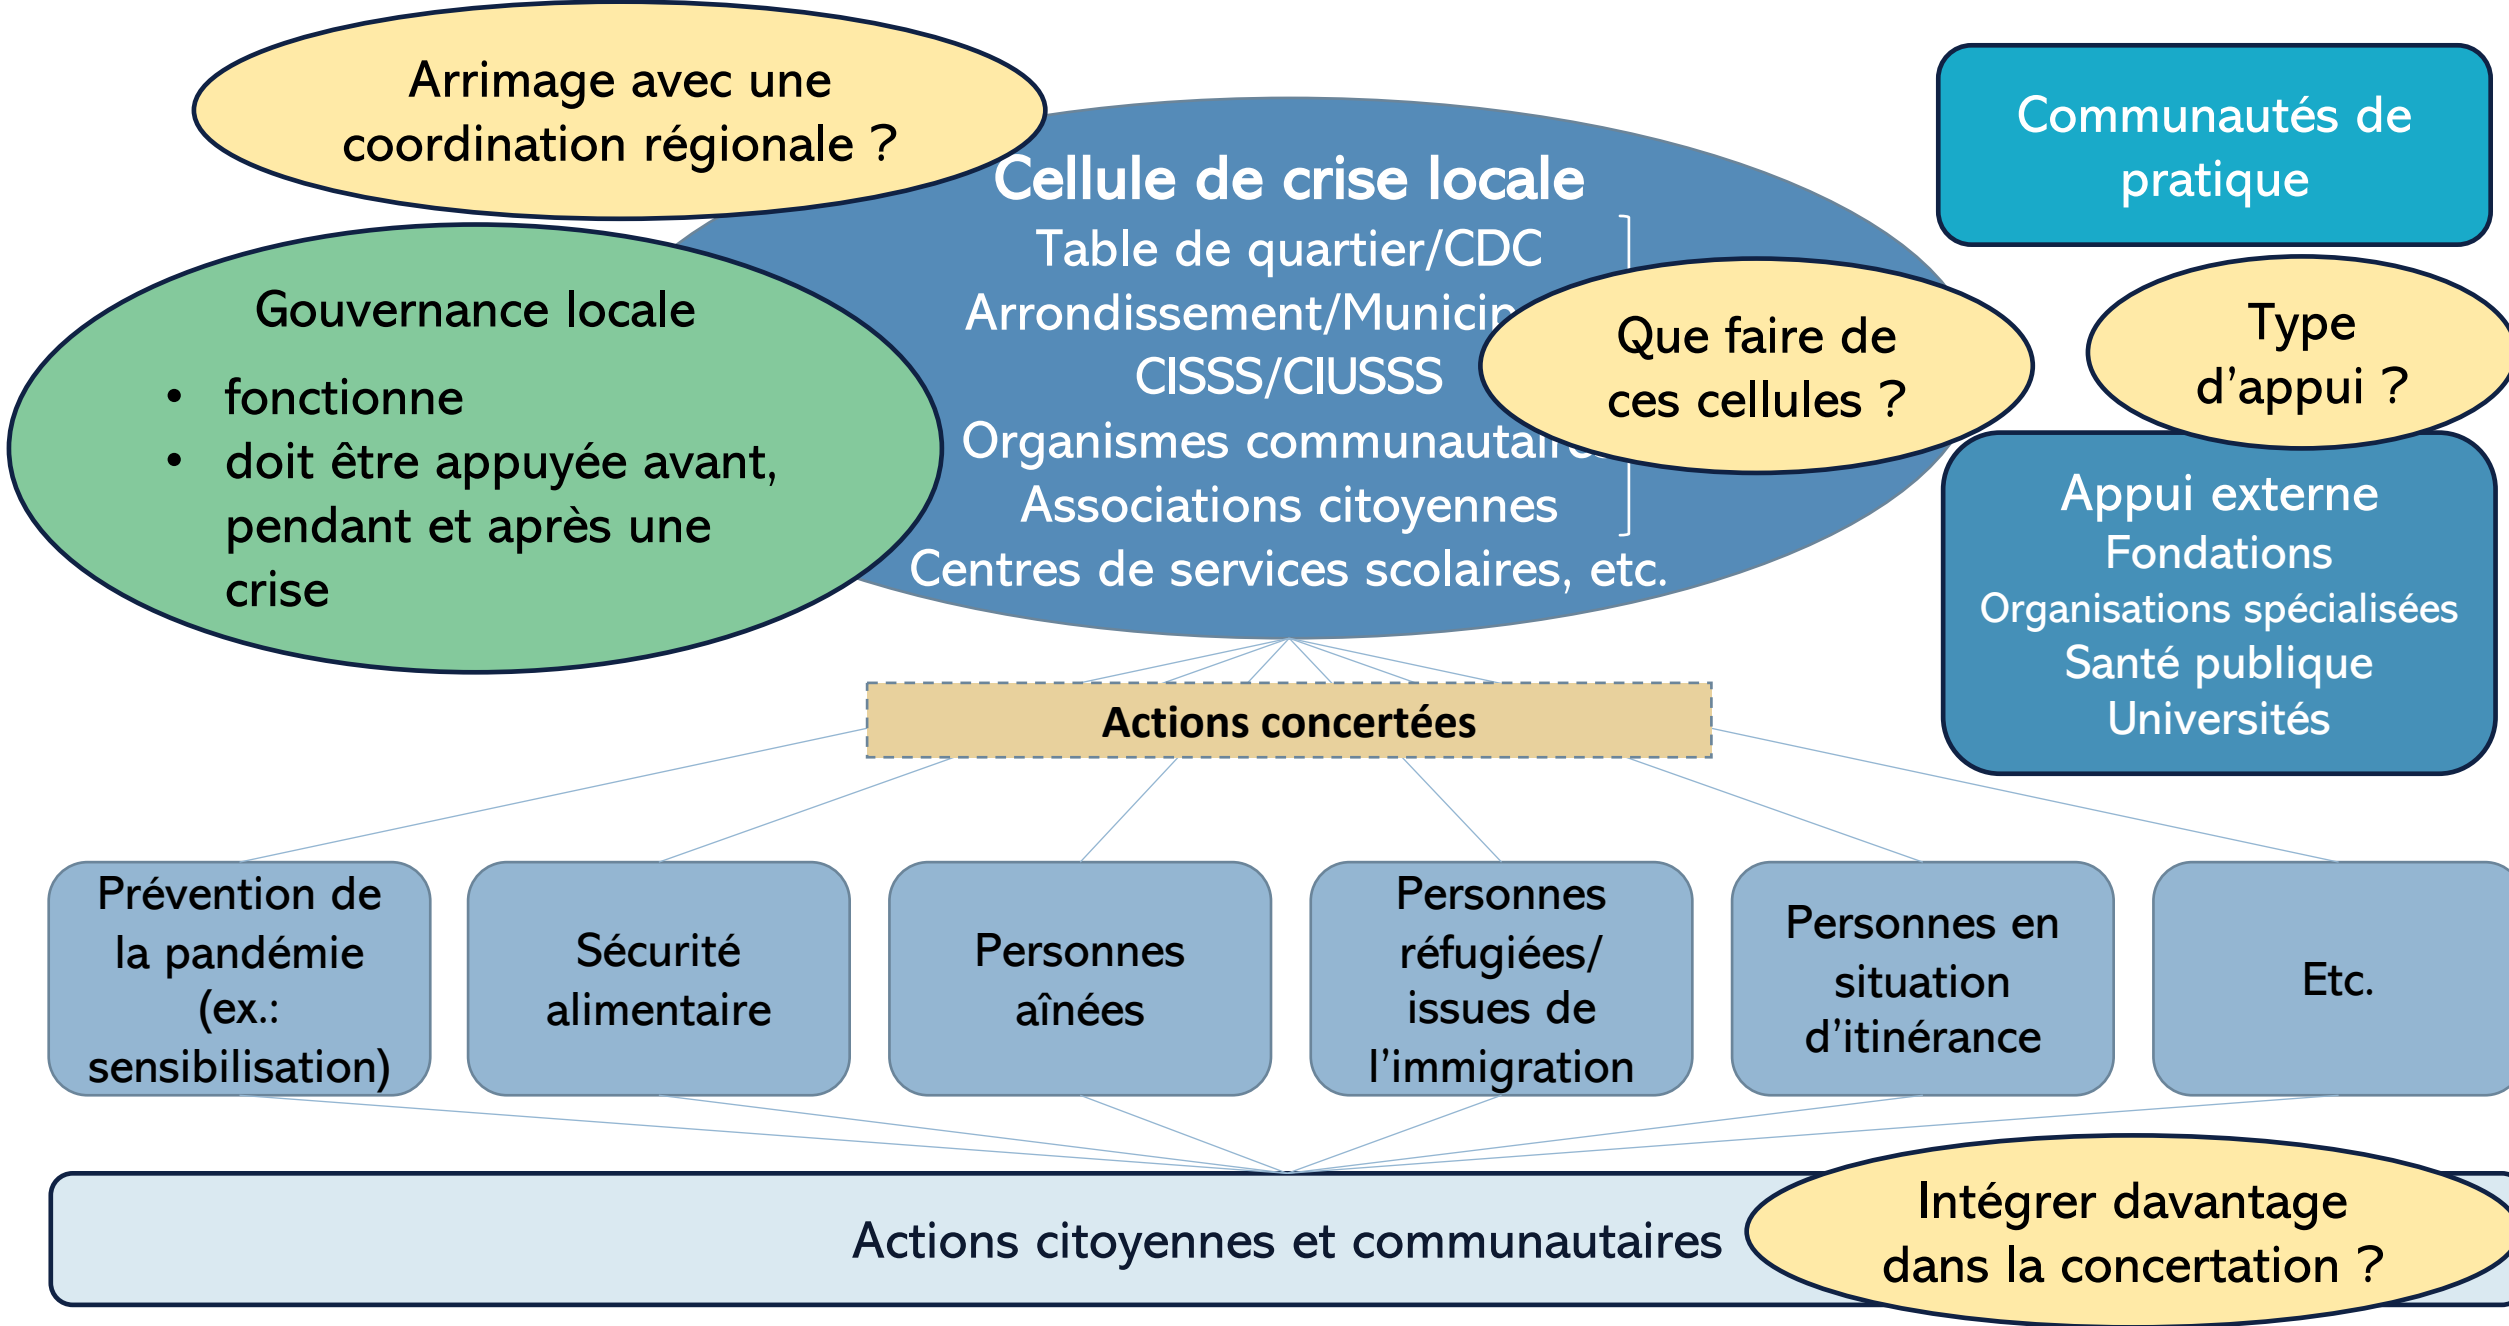 Arrimage avec une
coordination régionale ?
Communautés de
pratique
Cellule de crise locale
Table de quartier/CDC
Arrondissement/Municip
CISSS/CIUSSS
Organismes communautaire
Associations citoyennes
Centres de services scolaires, etc.
Gouvernance locale
• fonctionne
• doit être appuyée avant,
pendant et après une
crise
Que faire de
ces cellules ?
Type
d’appui ?
Appui externe
Fondations
Organisations spécialisées
Santé publique
Universités
Actions concertées
Prévention de
la pandémie
(ex.:
sensibilisation)
Sécurité
alimentaire
Personnes
aînées
Personnes
réfugiées/
issues de
l’immigration
Personnes en
situation
d’itinérance
Etc.
Actions citoyennes et communautaires
Intégrer davantage
dans la concertation ?